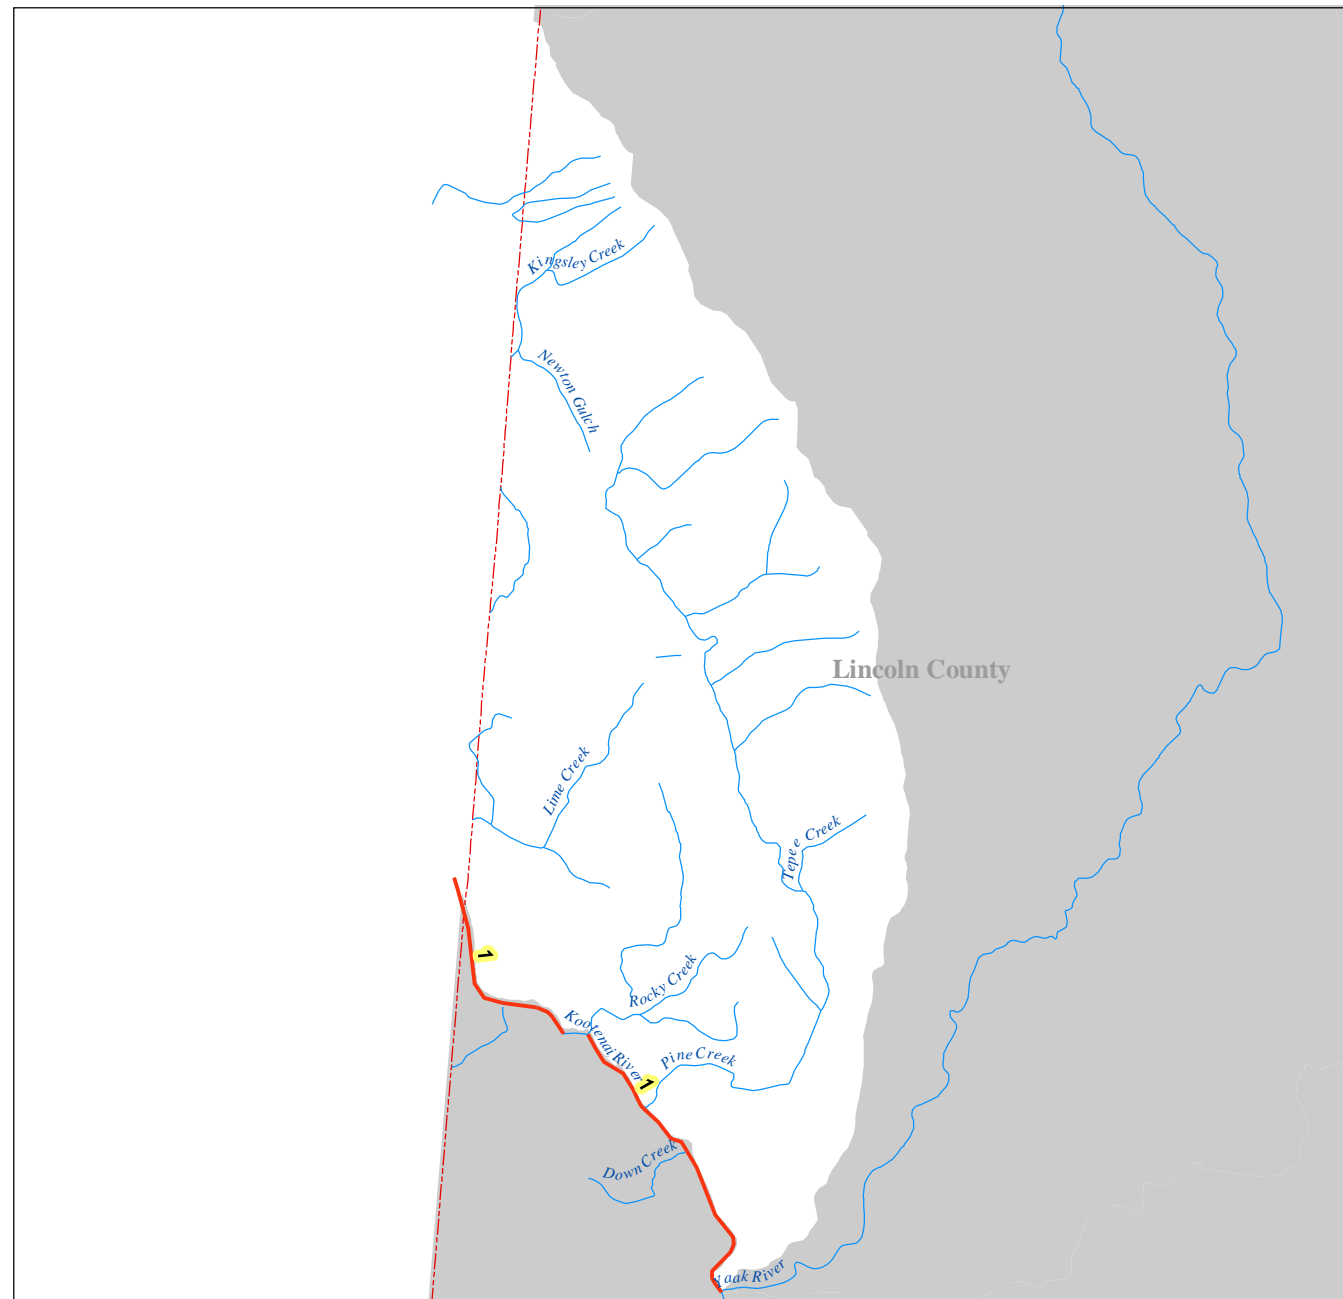 Kingsley Creek
Newton Gulch
Lincoln County
Lime Creek
Tepee Creek
1
Rocky Creek
Kootenai River
Pine Creek
1
Down Creek
Yaak River